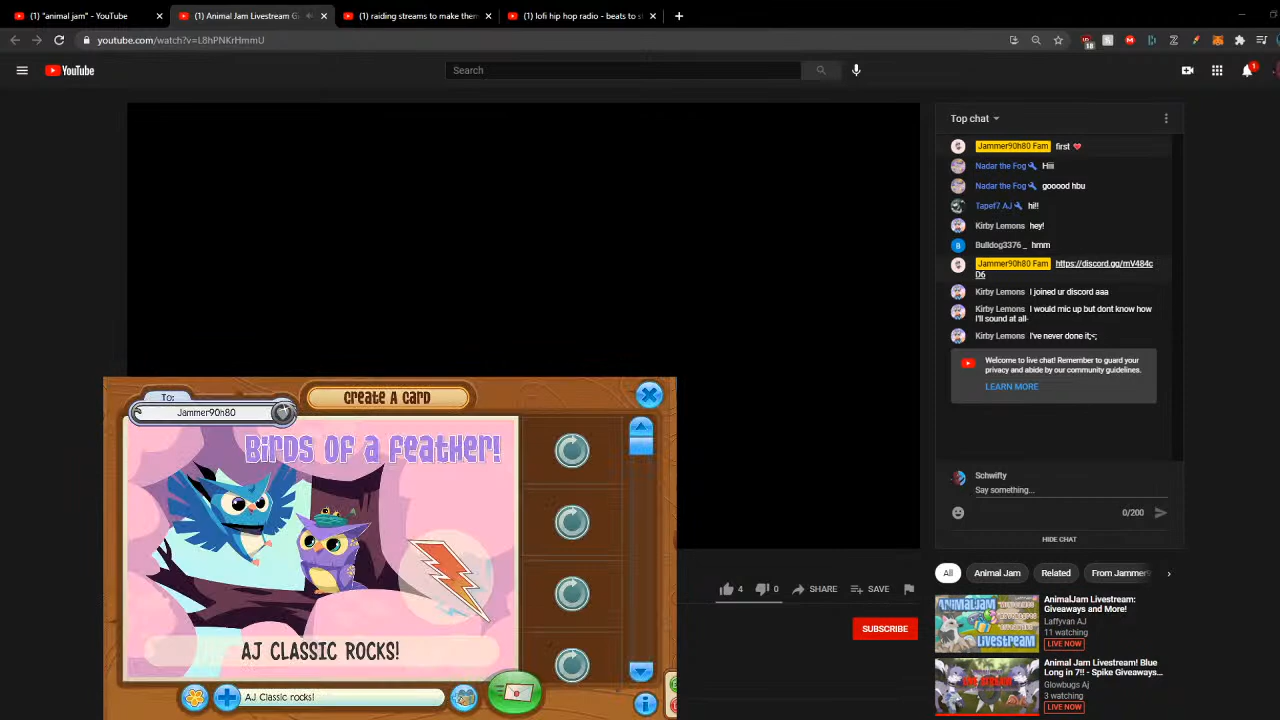 (1) "animal jam" - YouTube
(1) Animal Jam Livestream G
(1) raiding streams to make them
(1) lofi hip hop radio - beats to s
youtube.com/watch?v=L8hPNKrHmmU
18
YouTube
Search
1
Top chat
Jammer90h80 Fam first
Nadar the Fog Hiii
Nadar the Fog gooood hbu
Tapef7 AJ hi!!
Kirby Lemons hey!
Bulldog3376_ hmm
B
Jammer90h80 Fam https://discord.gg/mV484c
D6
Kirby Lemons I joined ur discord aaa
Kirby Lemons I would mic up but dont know how
I'll sound at all-
Kirby Lemons I've never done it;<;
Welcome to live chat! Remember to guard your
privacy and abide by our community guidelines.
LEARN MORE
Schwifty
Say something...
0/200
HIDE CHAT
To:
Jammer90h80
Create A Card
Birds of a feather!
AJ CLASSIC ROCKS!
AJ Classic rocks!
4
0
SHARE
SAVE
SUBSCRIBE
All
Animal Jam
Related
From Jammer
AnimalJam Livestream:
Giveaways and More!
Laffyvan AJ
11 watching
LIVE NOW
ANIMALJAM
LIVESTREAM
Animal Jam Livestream! Blue
Long in 7!! - Spike Giveaways...
Glowbugs Aj
3 watching
LIVE NOW